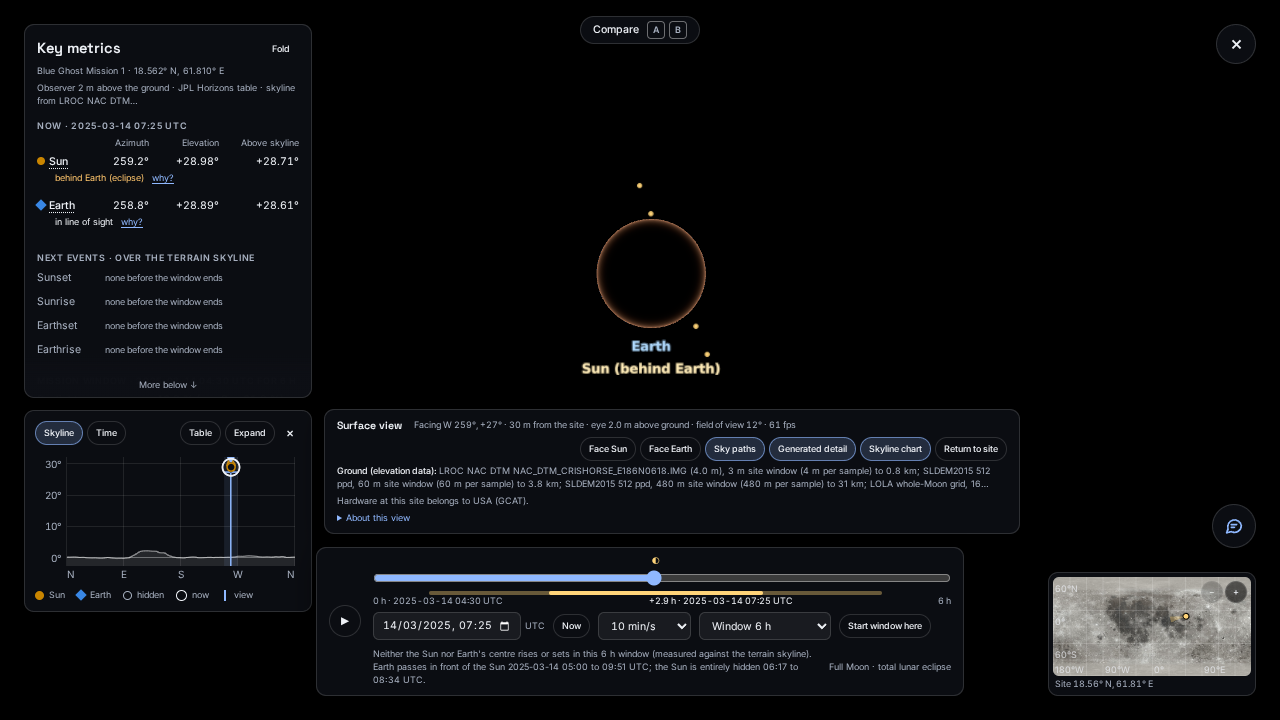 Compare A B
Key metrics
Fold
Blue Ghost Mission 1 · 18.562° N, 61.810° E
Observer 2 m above the ground · JPL Horizons table · skyline
from LROC NAC DTM…
NOW · 2025-03-14 07:25 UTC
Azimuth Elevation Above skyline
Sun 259.2° +28.98° +28.71°
behind Earth (eclipse) why?
Earth 258.8° +28.89° +28.61°
in line of sight why?
NEXT EVENTS · OVER THE TERRAIN SKYLINE
Sunset none before the window ends
Sunrise none before the window ends
Earthset none before the window ends
Earthrise none before the window ends
More below ↓
Earth
Sun (behind Earth)
Skyline Time Table Expand ×
30°
20°
10°
0°
N E S W N
Sun Earth hidden now view
Surface view Facing W 259°, +27° · 30 m from the site · eye 2.0 m above ground · field of view 12° · 61 fps
Face Sun Face Earth Sky paths Generated detail Skyline chart Return to site
Ground (elevation data): LROC NAC DTM NAC_DTM_CRISHORSE_E186N0618.IMG (4.0 m), 3 m site window (4 m per sample) to 0.8 km; SLDEM2015 512
ppd, 60 m site window (60 m per sample) to 3.8 km; SLDEM2015 512 ppd, 480 m site window (480 m per sample) to 31 km; LOLA whole-Moon grid, 16…
Hardware at this site belongs to USA (GCAT).
▸ About this view
0 h · 2025-03-14 04:30 UTC +2.9 h · 2025-03-14 07:25 UTC 6 h
14/03/2025, 07:25 UTC Now 10 min/s Window 6 h Start window here
Neither the Sun nor Earth's centre rises or sets in this 6 h window (measured against the terrain skyline).
Earth passes in front of the Sun 2025-03-14 05:00 to 09:51 UTC; the Sun is entirely hidden 06:17 to
08:34 UTC.
Full Moon · total lunar eclipse
60°N
0°
60°S
180°W 90°W 0° 90°E
− +
Site 18.56° N, 61.81° E